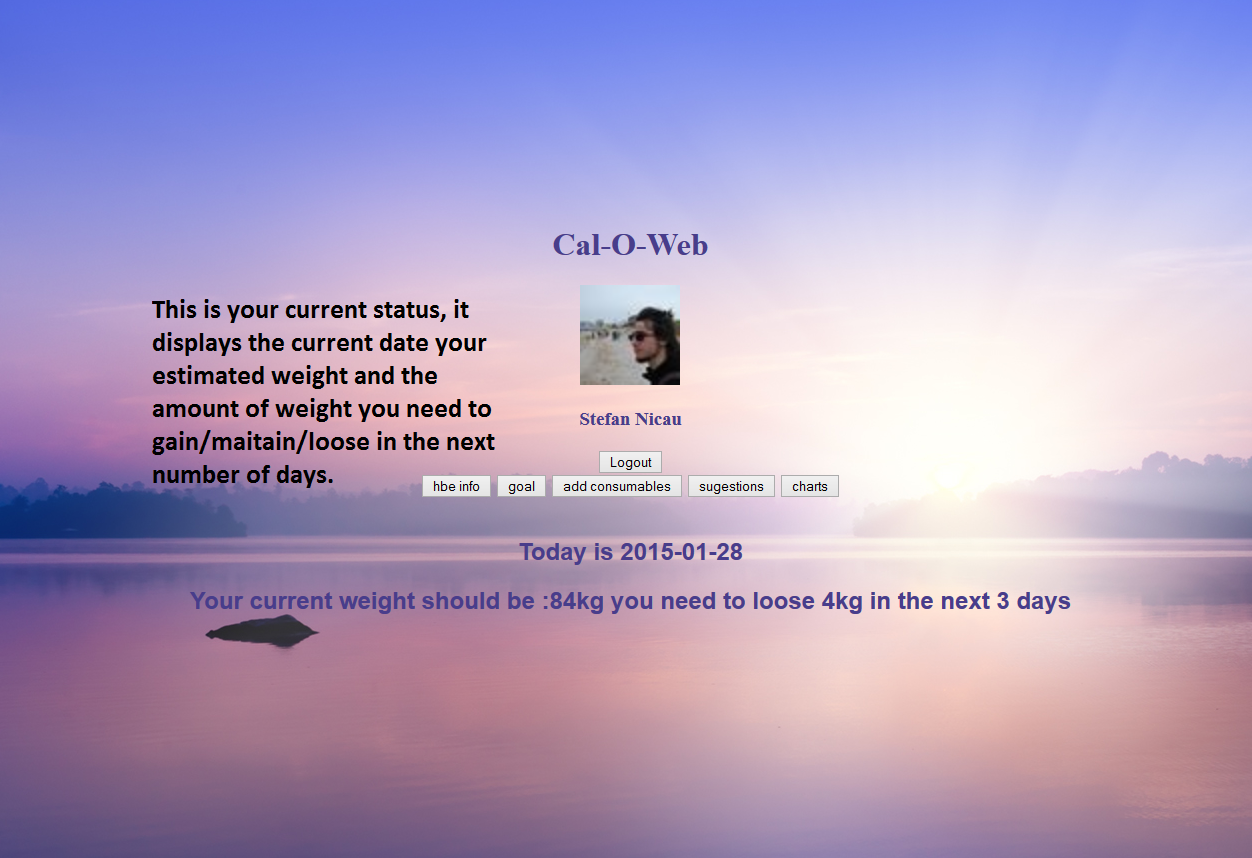 Cal-O-Web
This is your current status, it
displays the current date your
estimated weight and the
amount of weight you need to
gain/maitain/loose in the next
number of days.
Stefan Nicau
Logout
hbe info goal add consumables sugestions charts
Today is 2015-01-28
Your current weight should be :84kg you need to loose 4kg in the next 3 days